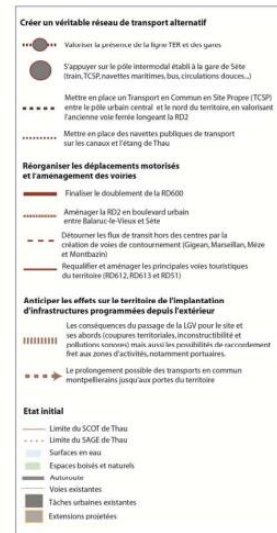 Créer un véritable réseau de transport alternatif
Valoriser la présence de la ligne TER et des gares
S'appuyer sur le pôle intermodal établi à la gare de Sète
(train, TCSP, navettes maritimes, bus, circulations douces...)
Mettre en place un Transport en Commun en Site Propre (TCSP)
entre le pôle urbain central et le nord du territoire, en valorisant
l'ancienne voie ferrée longeant la RD2
Mettre en place des navettes publiques de transport
sur les canaux et l'étang de Thau
Réorganiser les déplacements motorisés
et l'aménagement des voiries
Finaliser le doublement de la RD600
Aménager la RD2 en boulevard urbain
entre Balaruc-le-Vieux et Sète
Détourner les flux de transit hors des centres par la
création de voies de contournement (Gigean, Marseillan, Mèze
et Montbazin)
Requalifier et aménager les principales voies touristiques
du territoire (RD612, RD613 et RD51)
Anticiper les effets sur le territoire de l'implantation
d'infrastructures programmées depuis l'extérieur
Les conséquences du passage de la LGV pour le site et
ses abords (coupures territoriales, inconstructibilité et
pollutions sonores) mais aussi les possibilités de raccordement
fret aux zones d'activités, notamment portuaires.
Le prolongement possible des transports en commun
montpellierains jusqu'aux portes du territoire
Etat initial
Limite du SCOT de Thau
Limite du SAGE de Thau
Surfaces en eau
Espaces boisés et naturels
Autoroute
Voies existantes
Tâches urbaines existantes
Extensions projetées